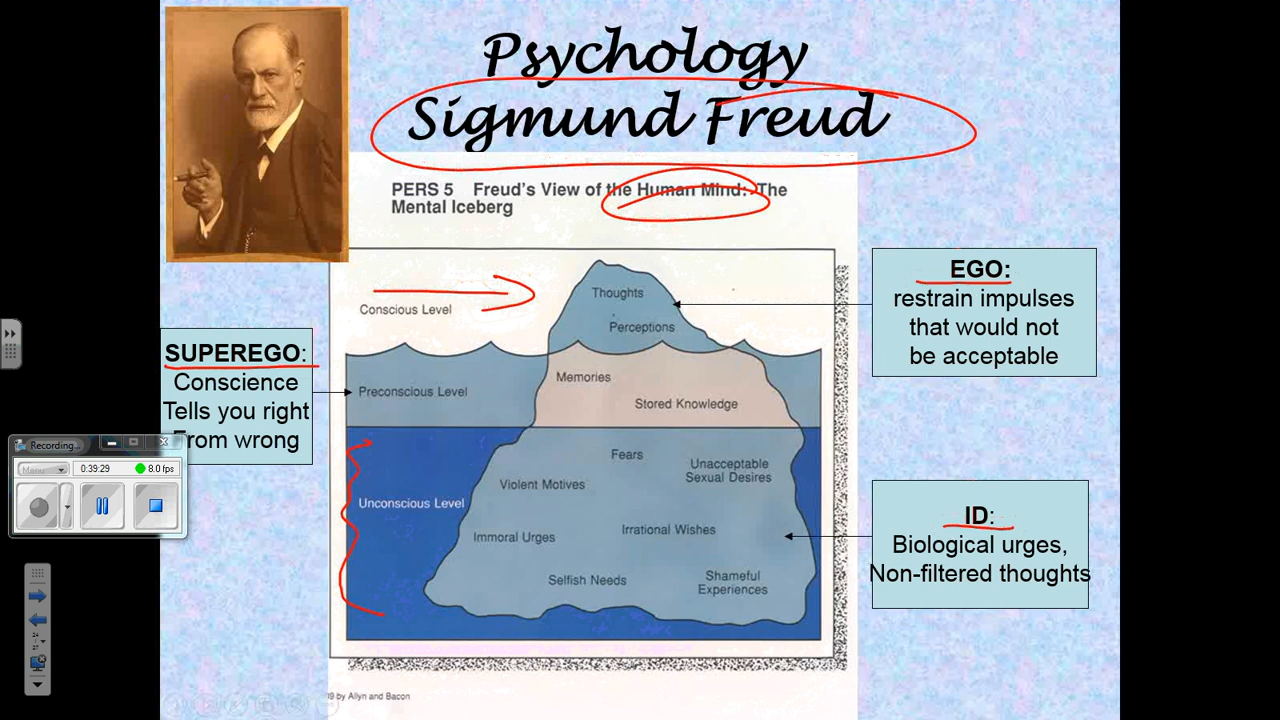 Psychology
Sigmund Freud
PERS 5 Freud's View of the Human Mind: The
Mental Iceberg
Conscious Level
Thoughts
Perceptions
EGO:
restrain impulses
that would not
be acceptable
SUPEREGO:
Conscience
Tells you right
From wrong
Preconscious Level
Memories
Stored Knowledge
Unconscious Level
Fears
Unacceptable
Sexual Desires
Violent Motives
Immoral Urges
Irrational Wishes
Selfish Needs
Shameful
Experiences
ID:
Biological urges,
Non-filtered thoughts
Recording...
Menu
0:39:29
8.0 fps
24
/
27
by Allyn and Bacon